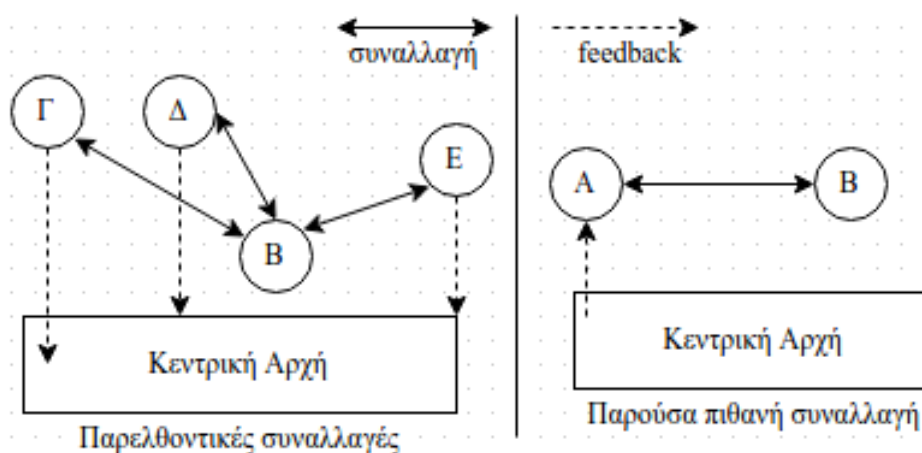 συναλλαγή
feedback
Γ
Δ
Ε
Β
Α
Β
Κεντρική Αρχή
Κεντρική Αρχή
Παρελθοντικές συναλλαγές
Παρούσα πιθανή συναλλαγή